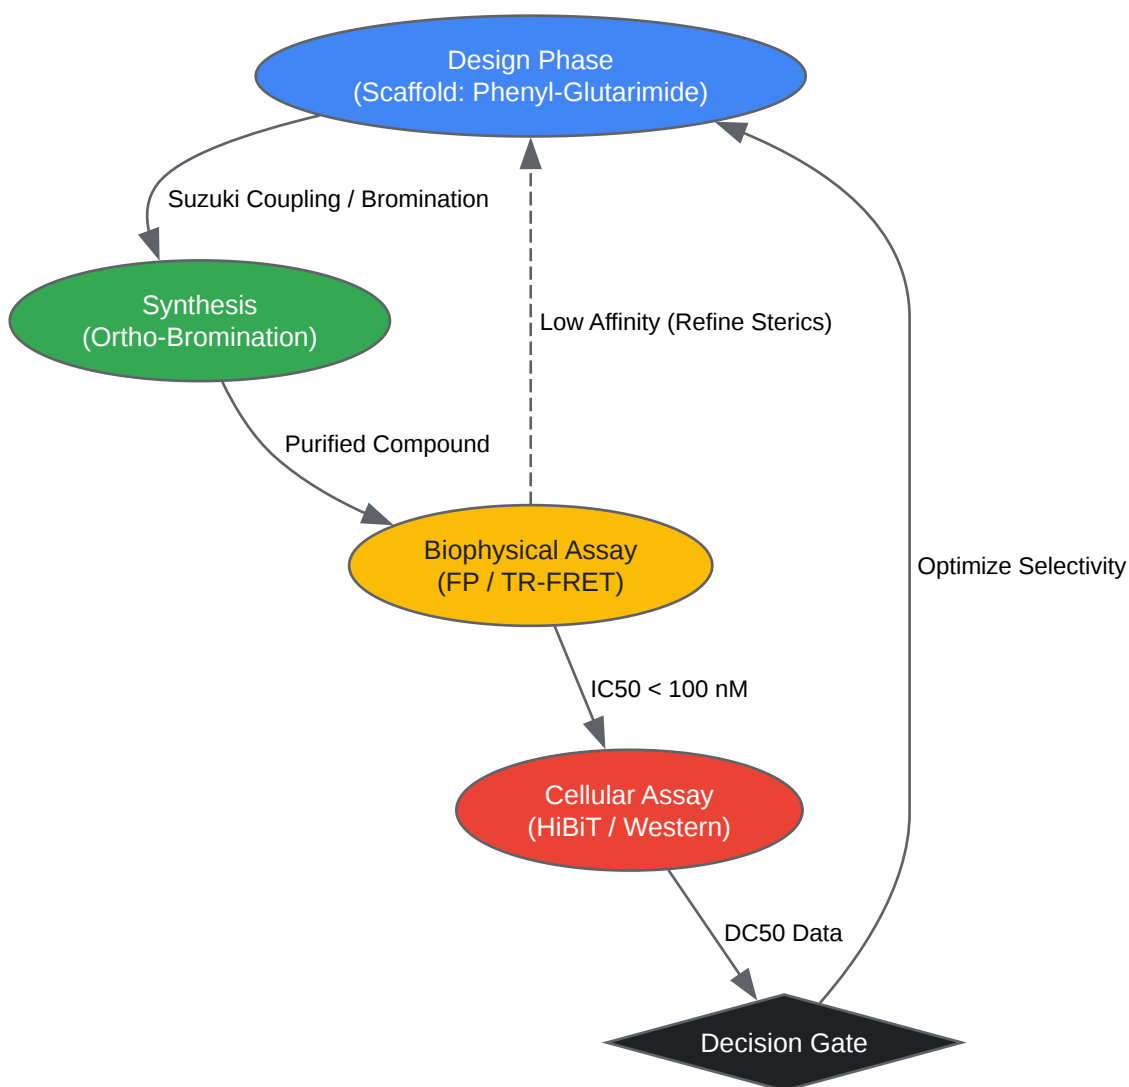 Design Phase
(Scaffold: Phenyl-Glutarimide)
Suzuki Coupling / Bromination
Synthesis
(Ortho-Bromination)
Low Affinity (Refine Sterics)
Purified Compound
Biophysical Assay
(FP / TR-FRET)
Optimize Selectivity
IC50 < 100 nM
Cellular Assay
(HiBiT / Western)
DC50 Data
Decision Gate